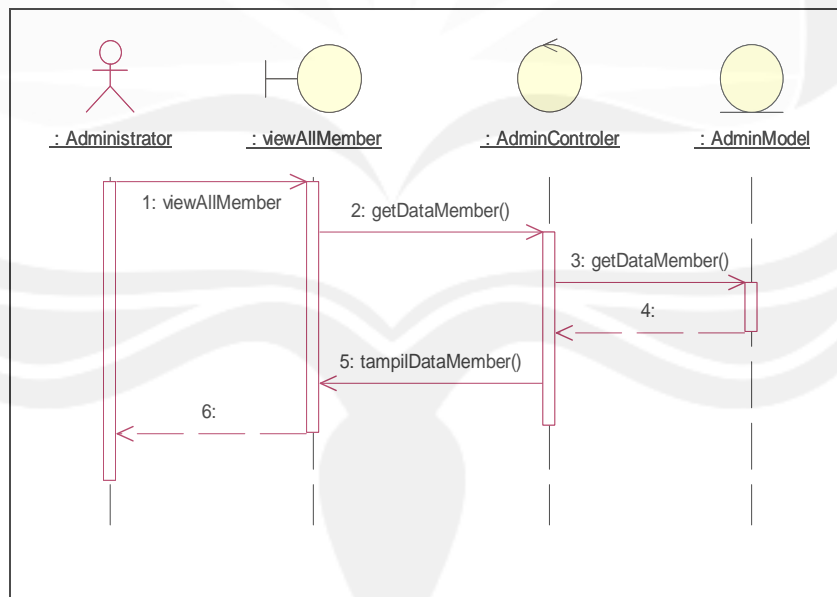 : Administrator
: viewAllMember
: AdminControler
: AdminModel
1: viewAllMember
2: getDataMember()
3: getDataMember()
4:
5: tampilDataMember()
6: